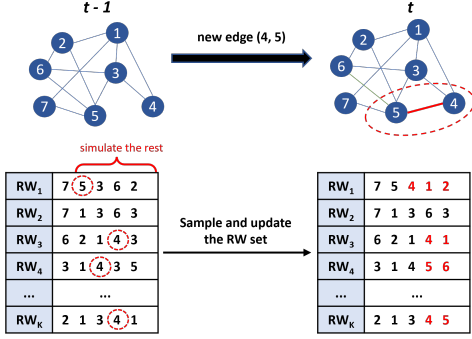 t - 1
new edge (4, 5)
t
1
2
6
3
7
5
4
1
2
6
3
7
5
4
simulate the rest
RW1 7 5 3 6 2
RW2 7 1 3 6 3
RW3 6 2 1 4 3
RW4 3 1 4 3 5
... ...
RWK 2 1 3 4 1
Sample and update
the RW set
RW1 7 5 4 1 2
RW2 7 1 3 6 3
RW3 6 2 1 4 1
RW4 3 1 4 5 6
... ...
RWK 2 1 3 4 5